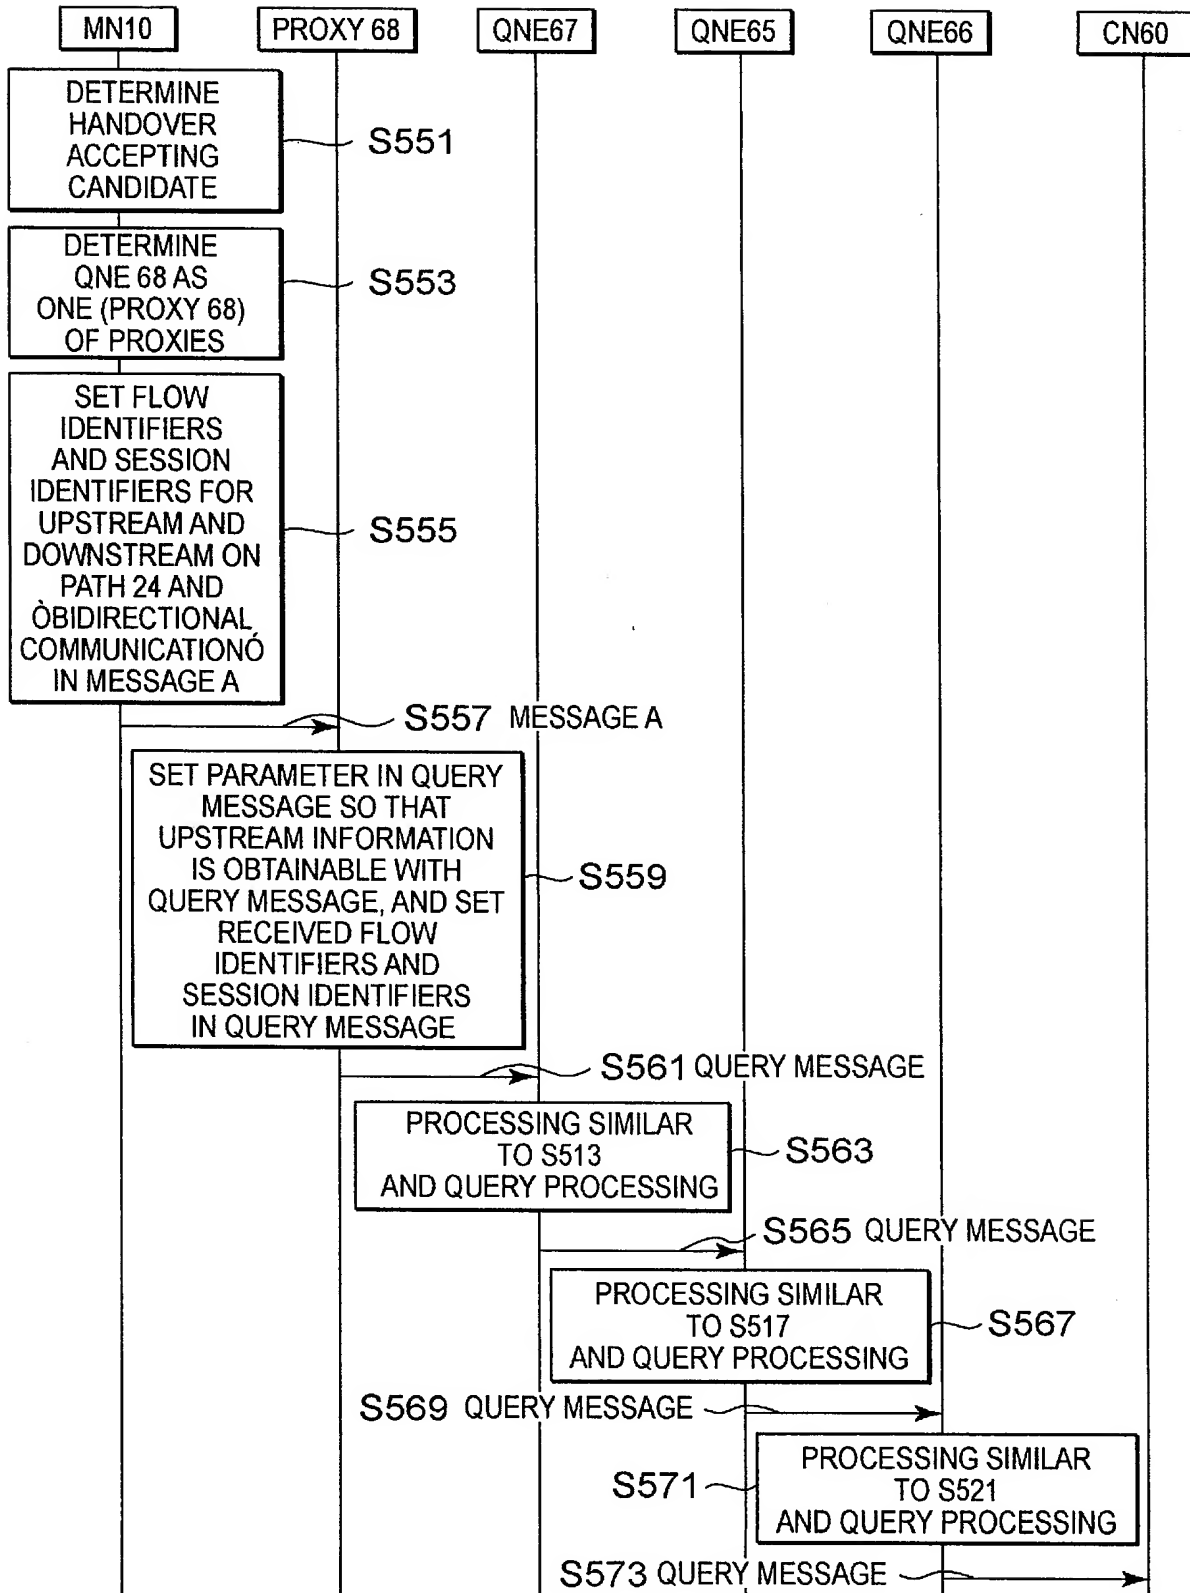 MN10
PROXY 68
QNE67
QNE65
QNE66
CN60
DETERMINE
HANDOVER
ACCEPTING
CANDIDATE
S551
DETERMINE
QNE 68 AS
ONE (PROXY 68)
OF PROXIES
S553
SET FLOW
IDENTIFIERS
AND SESSION
IDENTIFIERS FOR
UPSTREAM AND
DOWNSTREAM ON
PATH 24 AND
ÒBIDIRECTIONAL
COMMUNICATIONÓ
IN MESSAGE A
S555
S557 MESSAGE A
SET PARAMETER IN QUERY
MESSAGE SO THAT
UPSTREAM INFORMATION
IS OBTAINABLE WITH
QUERY MESSAGE, AND SET
RECEIVED FLOW
IDENTIFIERS AND
SESSION IDENTIFIERS
IN QUERY MESSAGE
S559
S561 QUERY MESSAGE
PROCESSING SIMILAR
TO S513
AND QUERY PROCESSING
S563
S565 QUERY MESSAGE
PROCESSING SIMILAR
TO S517
AND QUERY PROCESSING
S567
S569 QUERY MESSAGE
PROCESSING SIMILAR
TO S521
AND QUERY PROCESSING
S571
S573 QUERY MESSAGE